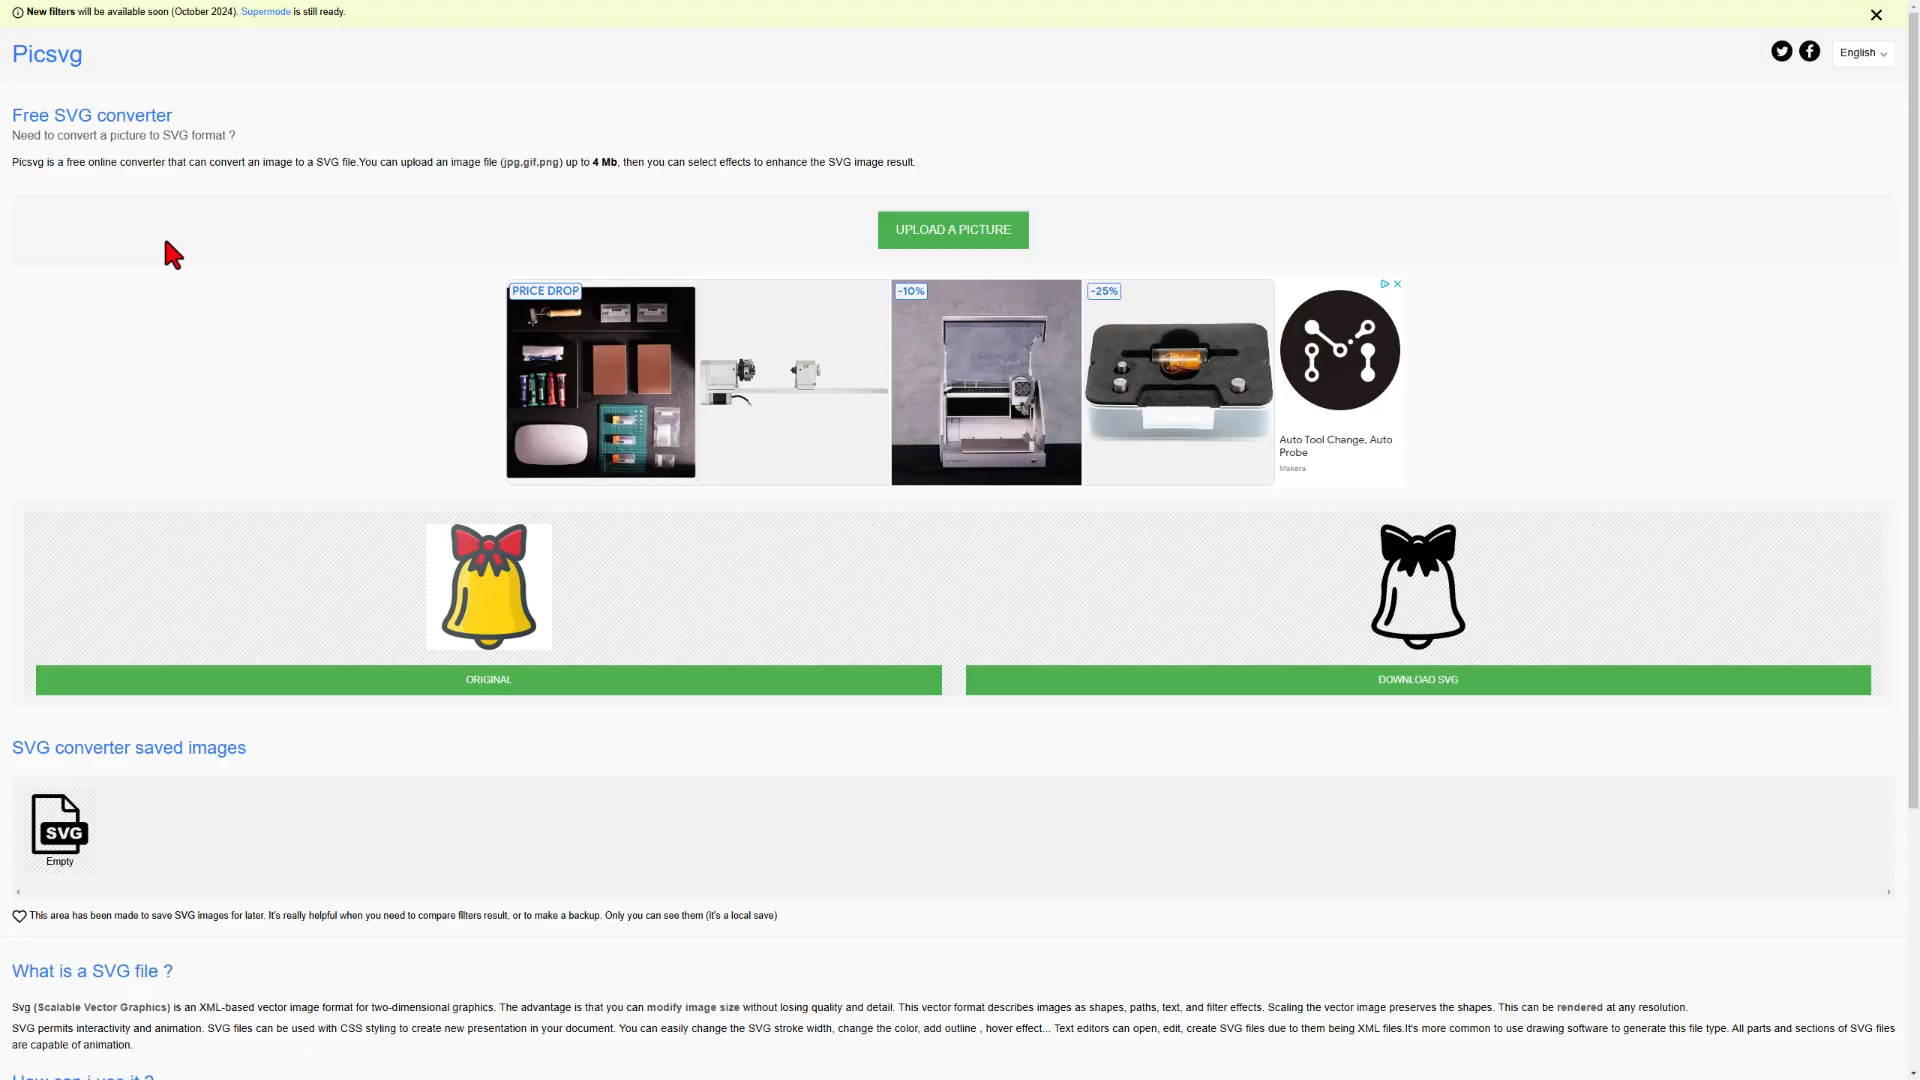 New filters will be available soon (October 2024). Supermode is still ready.
Picsvg
English
Free SVG converter
Need to convert a picture to SVG format ?
Picsvg is a free online converter that can convert an image to a SVG file.You can upload an image file (jpg,gif,png) up to 4 Mb, then you can select effects to enhance the SVG image result.
UPLOAD A PICTURE
PRICE DROP
-10%
-25%
Auto Tool Change, Auto
Probe
Makera
ORIGINAL
DOWNLOAD SVG
SVG converter saved images
SVG
Empty
This area has been made to save SVG images for later. It's really helpful when you need to compare filters result, or to make a backup. Only you can see them (it's a local save)
What is a SVG file ?
Svg (Scalable Vector Graphics) is an XML-based vector image format for two-dimensional graphics. The advantage is that you can modify image size without losing quality and detail. This vector format describes images as shapes, paths, text, and filter effects. Scaling the vector image preserves the shapes. This can be rendered at any resolution.
SVG permits interactivity and animation. SVG files can be used with CSS styling to create new presentation in your document. You can easily change the SVG stroke width, change the color, add outline , hover effect... Text editors can open, edit, create SVG files due to them being XML files.It's more common to use drawing software to generate this file type. All parts and sections of SVG files
are capable of animation.
How can i use it ?